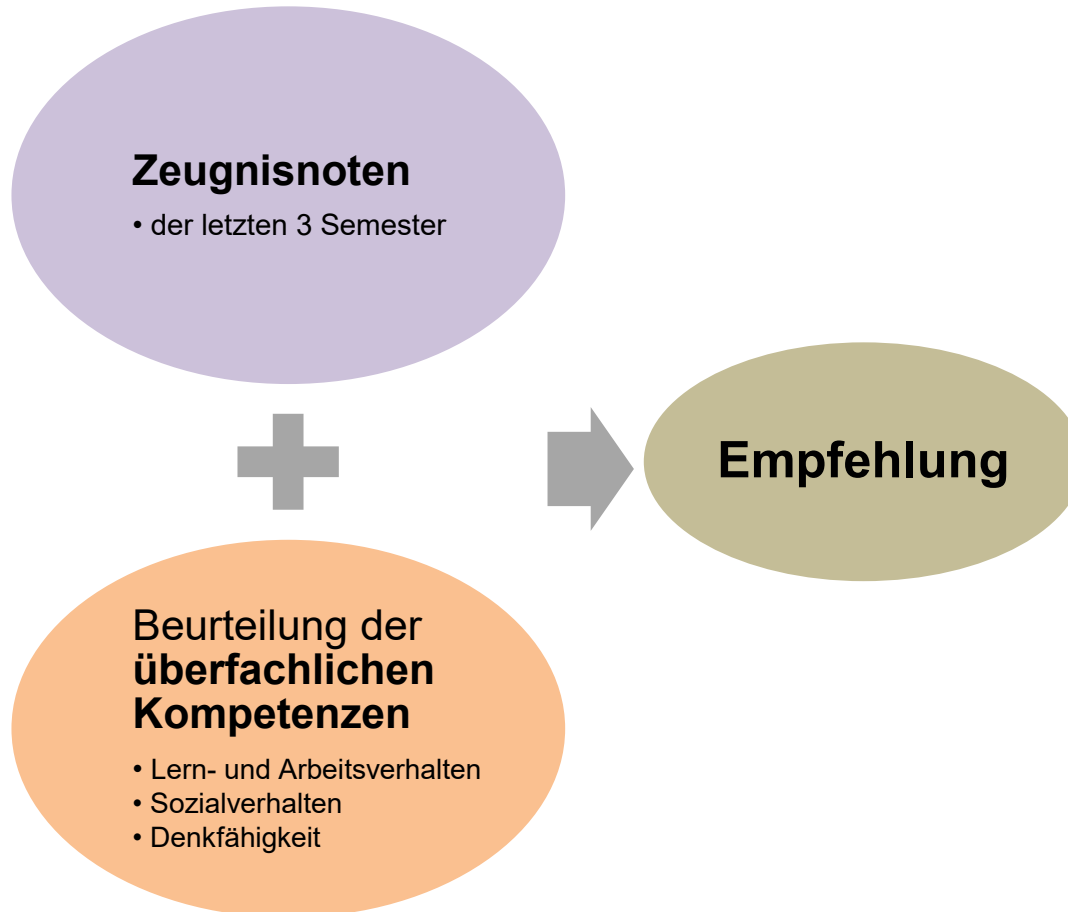 Zeugnisnoten
• der letzten 3 Semester
Empfehlung
Beurteilung der
überfachlichen
Kompetenzen
• Lern- und Arbeitsverhalten
• Sozialverhalten
• Denkfähigkeit